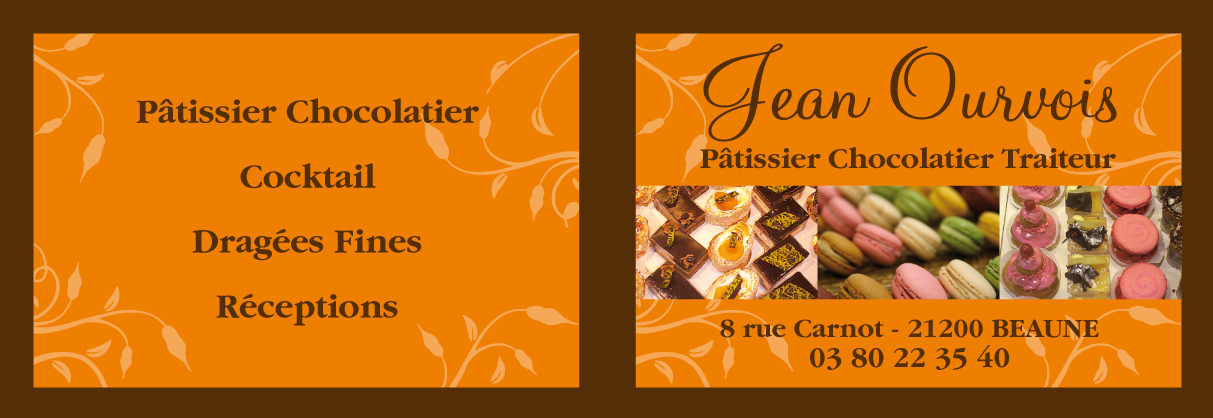 Pâtissier Chocolatier
Cocktail
Dragées Fines
Réceptions
Jean Ourvois
Pâtissier Chocolatier Traiteur
8 rue Carnot - 21200 BEAUNE
03 80 22 35 40